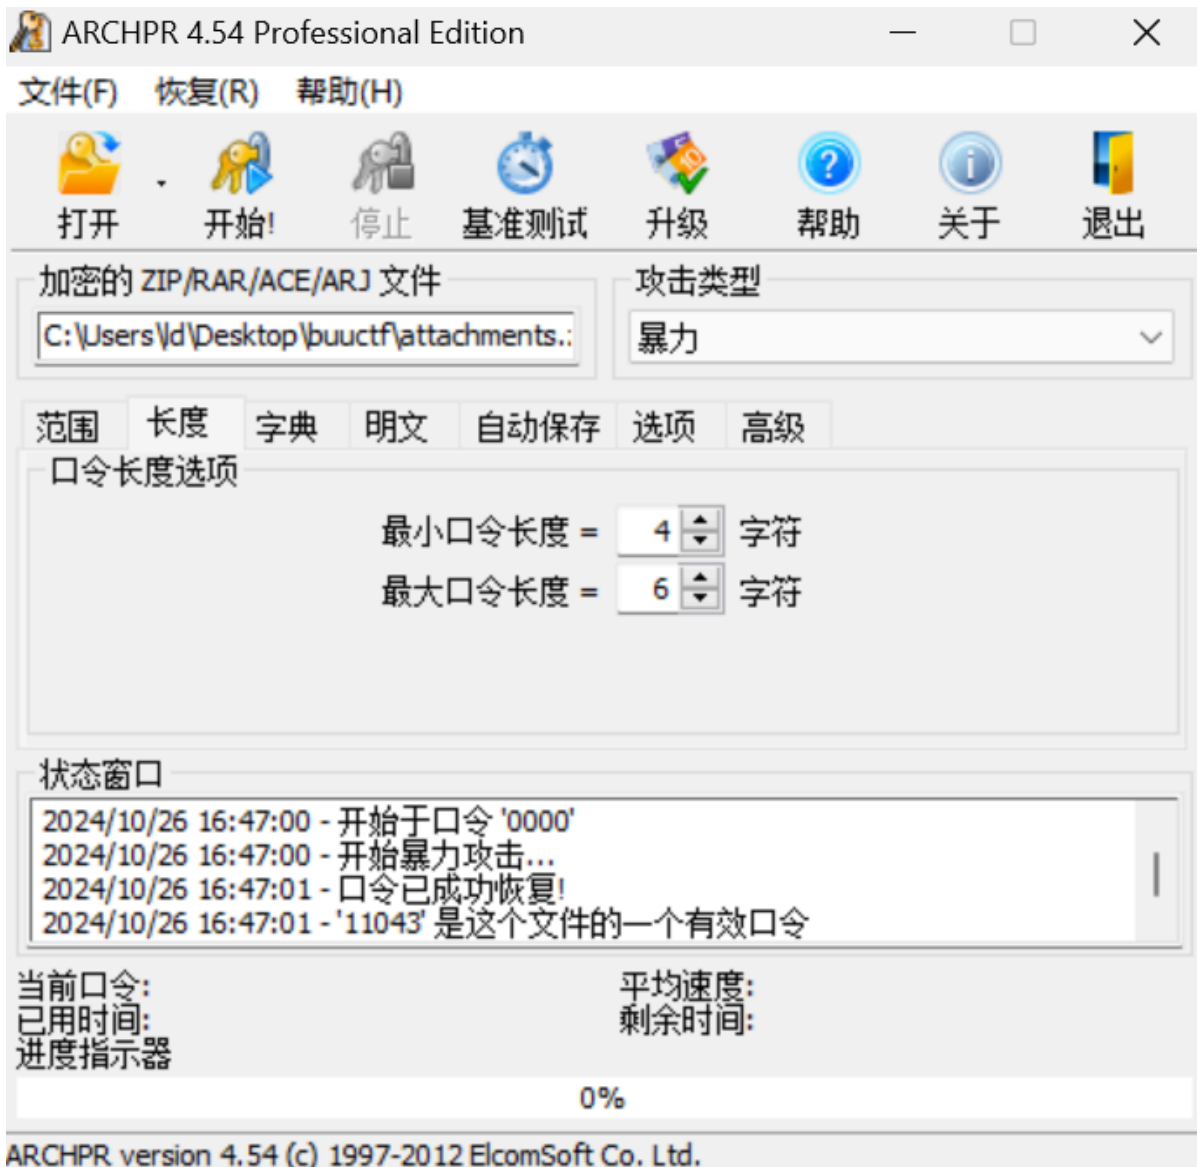 ARCHPR 4.54 Professional Edition
文件(F) 恢复(R) 帮助(H)
打开 开始! 停止 基准测试 升级 帮助 关于 退出
加密的 ZIP/RAR/ACE/ARJ 文件 攻击类型
C:\Users\ld\Desktop\buuctf\attachments.: 暴力
范围 长度 字典 明文 自动保存 选项 高级
口令长度选项
最小口令长度 = 4 字符
最大口令长度 = 6 字符
状态窗口
2024/10/26 16:47:00 - 开始于口令 '0000'
2024/10/26 16:47:00 - 开始暴力攻击...
2024/10/26 16:47:01 - 口令已成功恢复!
2024/10/26 16:47:01 - '11043' 是这个文件的一个有效口令
当前口令: 平均速度:
已用时间: 剩余时间:
进度指示器
0%
ARCHPR version 4.54 (c) 1997-2012 ElcomSoft Co. Ltd.